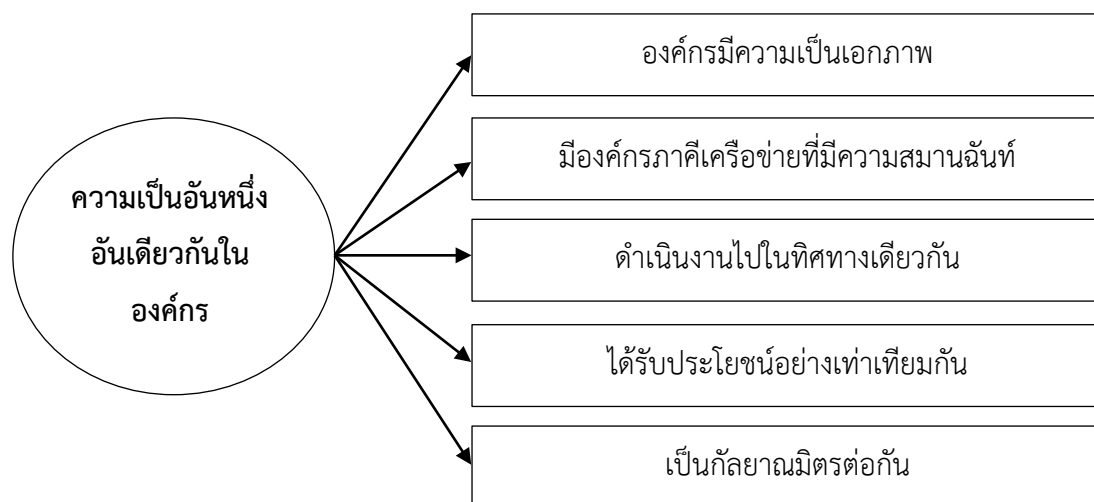 องค์กรมีความเป็นเอกภาพ
มีองค์กรภาคีเครือข่ายที่มีความสมานฉันท์
ความเป็นอันหนึ่ง
อันเดียวกันใน
องค์กร
ดำเนินงานไปในทิศทางเดียวกัน
ได้รับประโยชน์อย่างเท่าเทียมกัน
เป็นกัลยาณมิตรต่อกัน